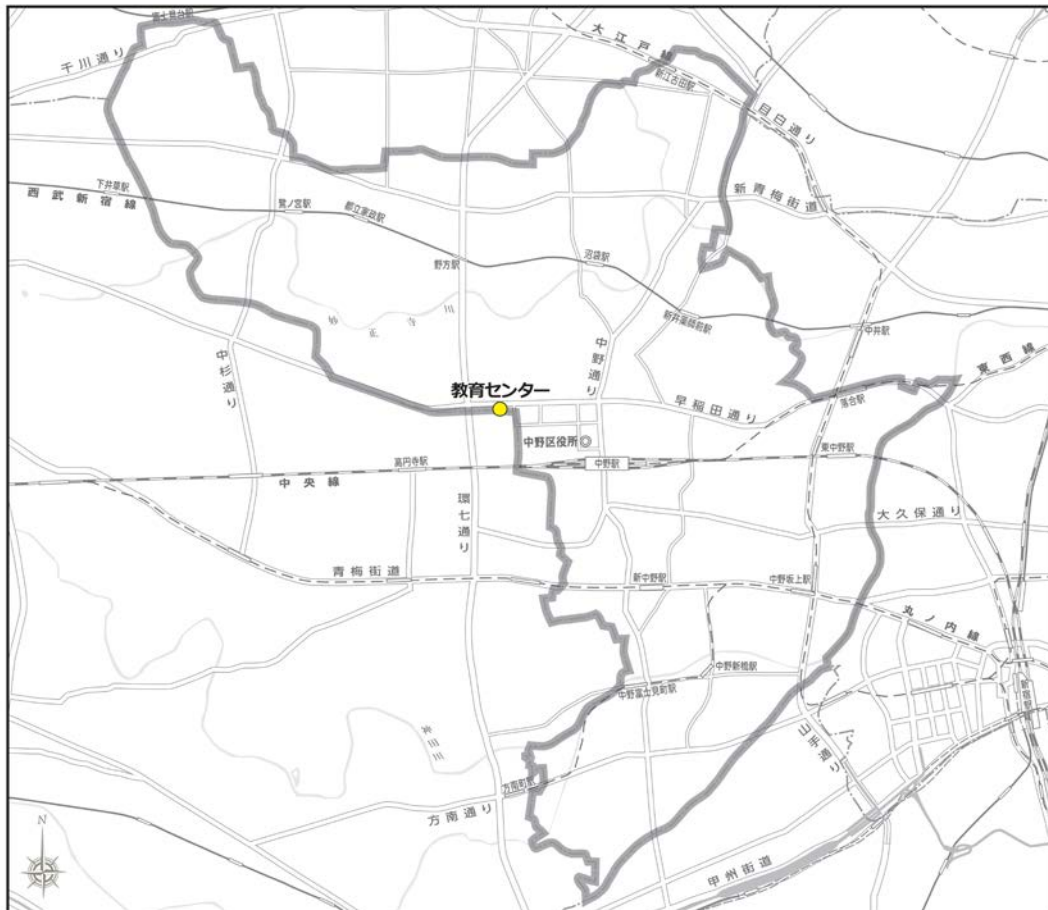 富士見台駅
千川通り
大江戸線
新江古田駅
目白通り
下井草駅
西武新宿線
鷺ノ宮駅
都立家政駅
新青梅街道
野方駅
沼袋駅
妙正寺川
新井薬師前駅
中井駅
中杉通り
中野通り
東西線
教育センター
早稲田通り
落合駅
中野区役所◎
高円寺駅
中野駅
東中野駅
中央線
環七通り
大久保通り
青梅街道
新中野駅
中野坂上駅
丸ノ内線
中野新橋駅
中野富士見町駅
新宿駅
山手通り
方南町駅
方南通り
甲州街道
N